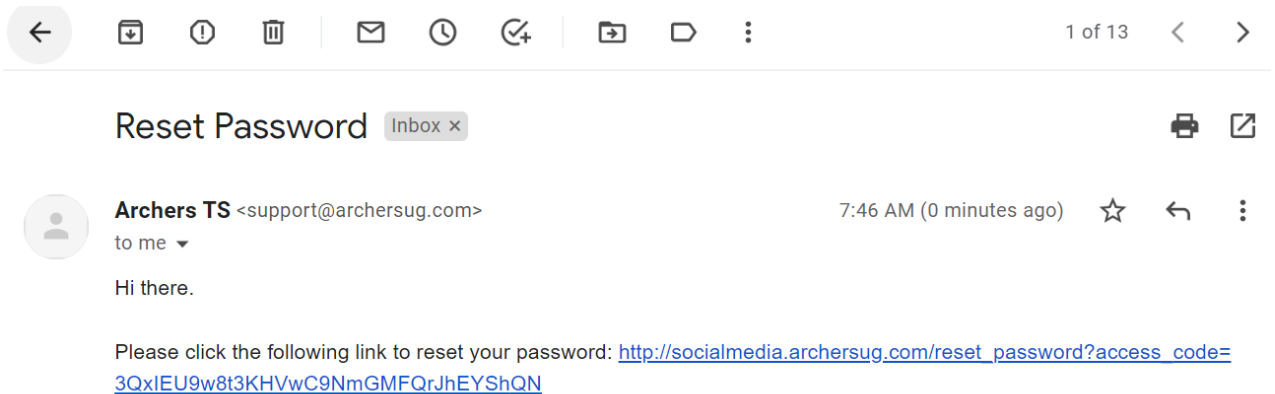 1 of 13
Reset Password Inbox ×
Archers TS <support@archersug.com> 7:46 AM (0 minutes ago)
to me
Hi there.
Please click the following link to reset your password: http://socialmedia.archersug.com/reset_password?access_code=
3QxIEU9w8t3KHVwC9NmGMFQrJhEYShQN